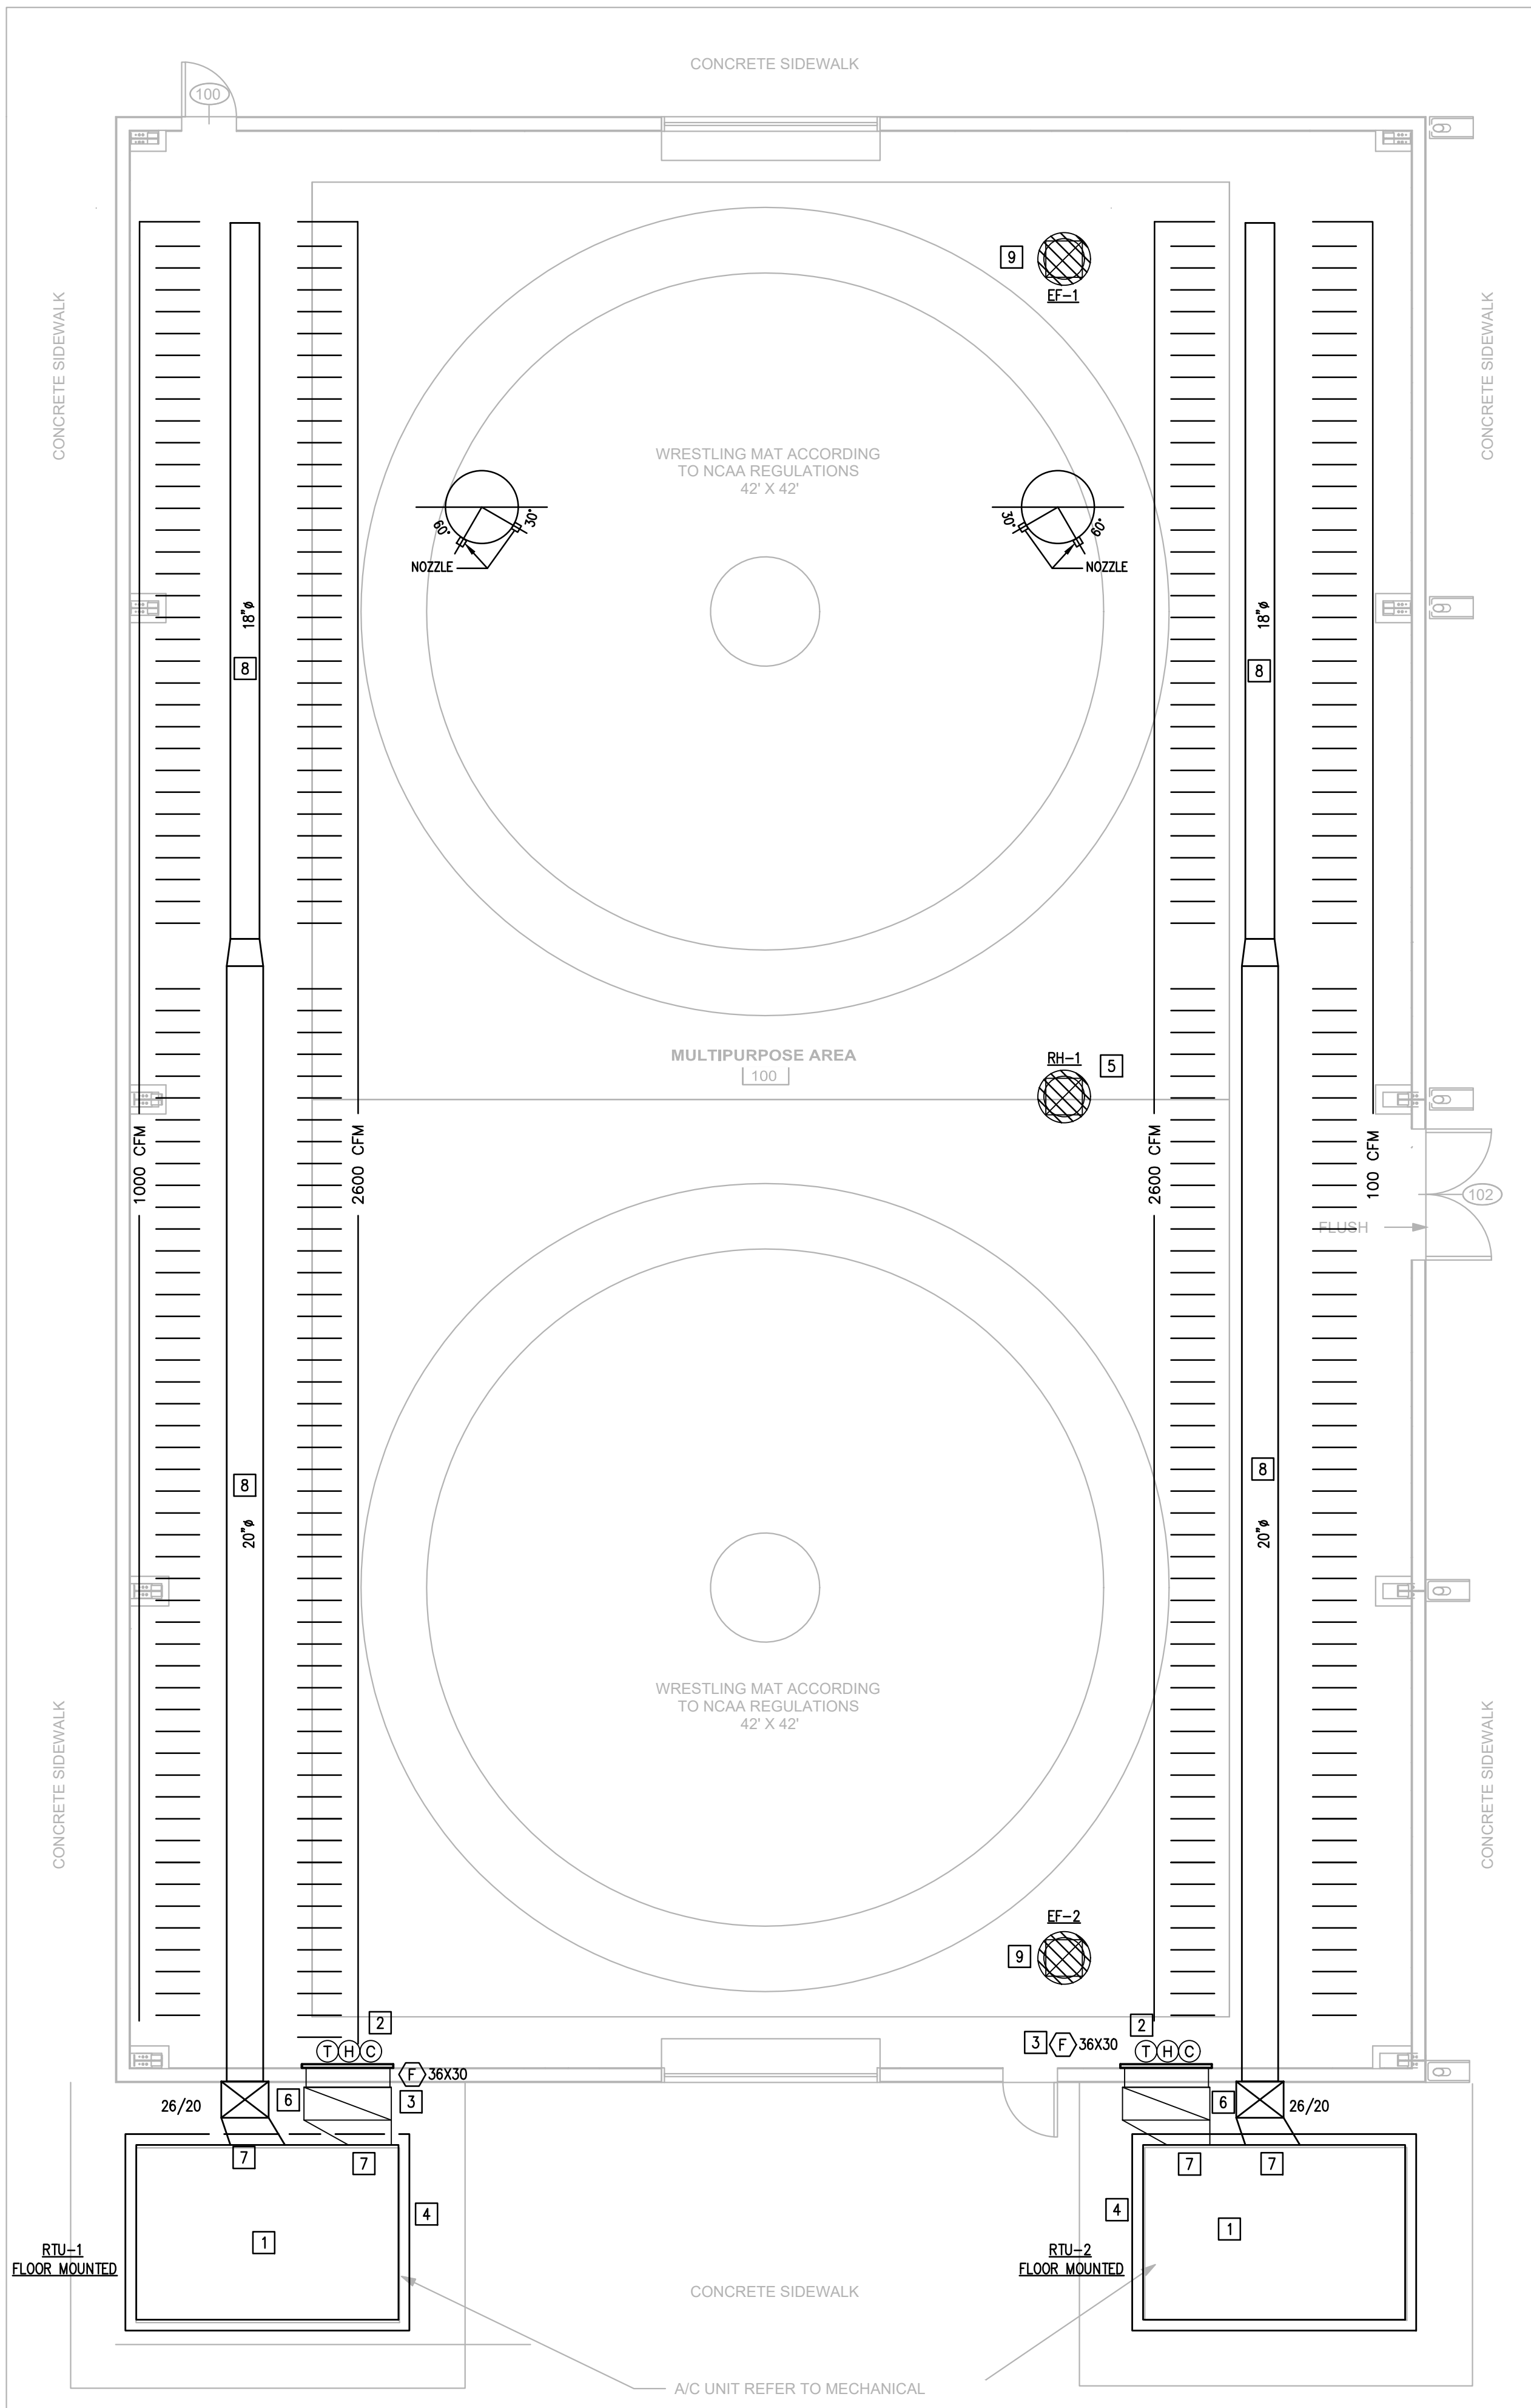 CONCRETE SIDEWALK
100
9
EF-1
CONCRETE SIDEWALK
CONCRETE SIDEWALK
WRESTLING MAT ACCORDING
TO NCAA REGULATIONS
42' X 42'
60°
30°
NOZZLE
30°
60°
NOZZLE
18"ø
8
18"ø
8
MULTIPURPOSE AREA
100
RH-1
5
1000 CFM
2600 CFM
2600 CFM
100 CFM
102
FLUSH
8
20"ø
8
20"ø
WRESTLING MAT ACCORDING
TO NCAA REGULATIONS
42' X 42'
CONCRETE SIDEWALK
CONCRETE SIDEWALK
EF-2
9
2
T H C
F 36X30
3
6
26/20
7
7
2
3 F 36X30
T H C
6
26/20
7
7
4
1
RTU-1
FLOOR MOUNTED
4
1
RTU-2
FLOOR MOUNTED
CONCRETE SIDEWALK
A/C UNIT REFER TO MECHANICAL